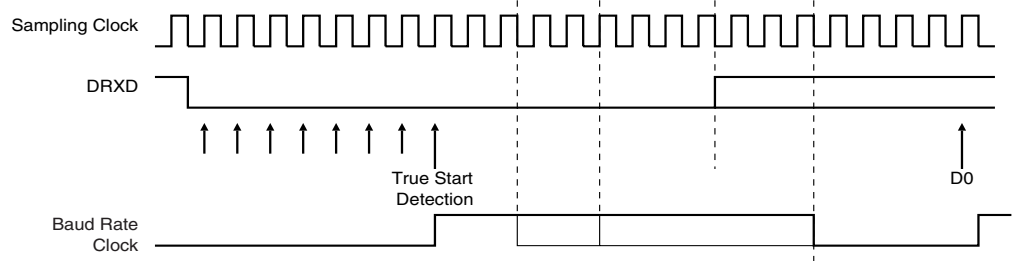 Sampling Clock
DRXD
True Start
Detection
D0
Baud Rate
Clock